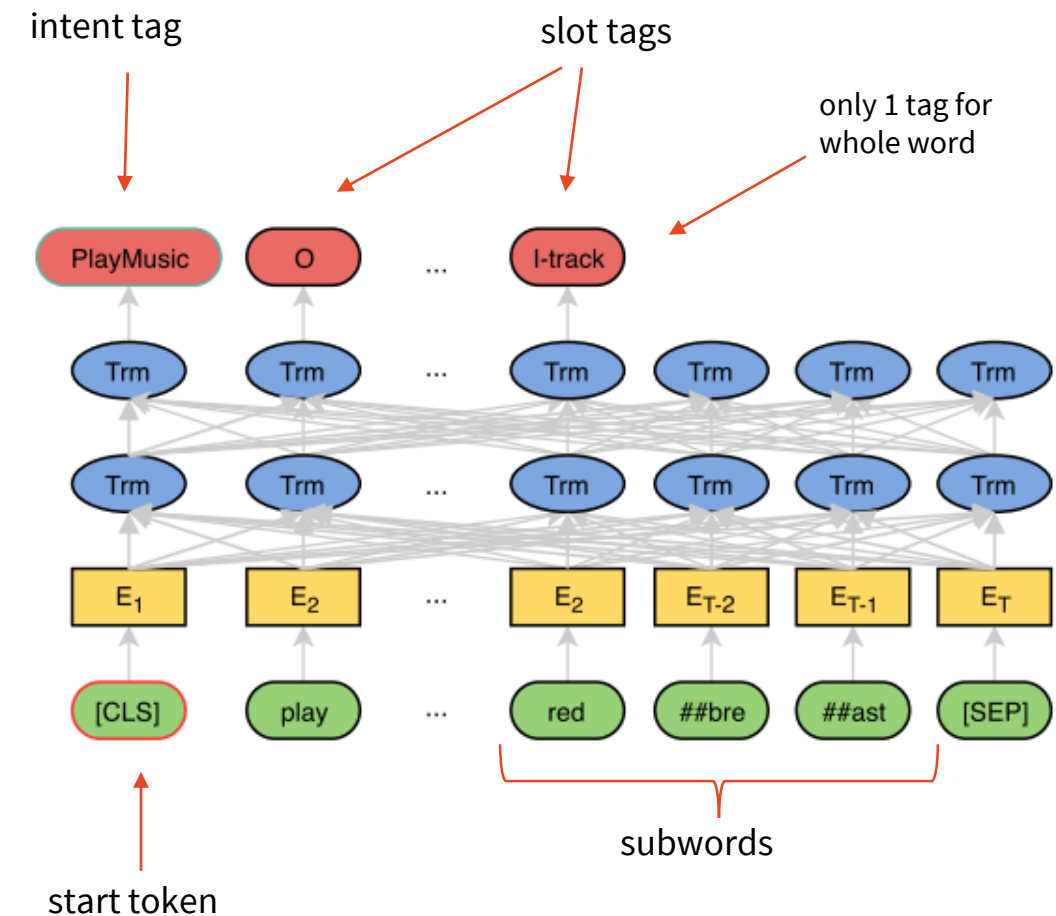 intent tag
slot tags
only 1 tag for
whole word
PlayMusic O ... I-track
Trm Trm ... Trm Trm Trm Trm
Trm Trm ... Trm Trm Trm Trm
E1 E2 ... E2 ET-2 ET-1 ET
[CLS] play ... red ##bre ##ast [SEP]
subwords
start token